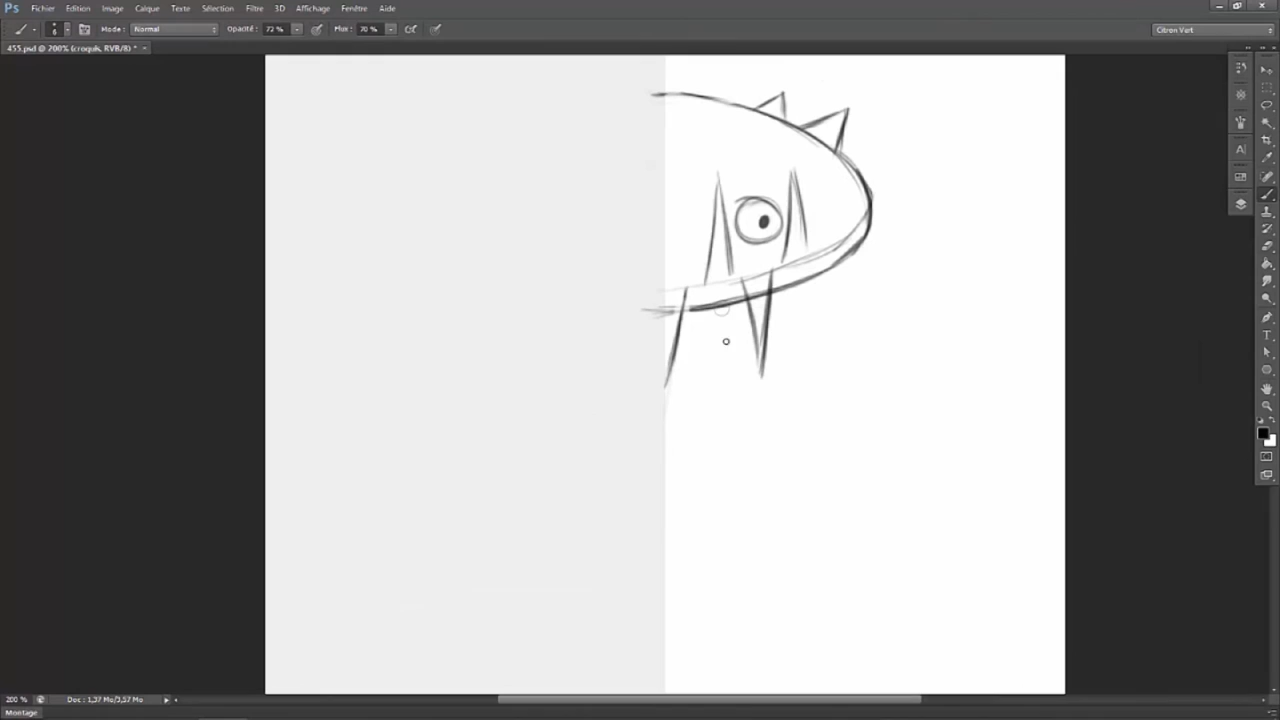 Ps Fichier Edition Image Calque Texte Sélection Filtre 3D Affichage Fenêtre Aide
6 Mode : Normal Opacité : 72 % Flux : 70 % Citron Vert
455.psd @ 200% (croquis, RVB/8) *
200 % Doc : 1,37 Mo/3,57 Mo
Montage